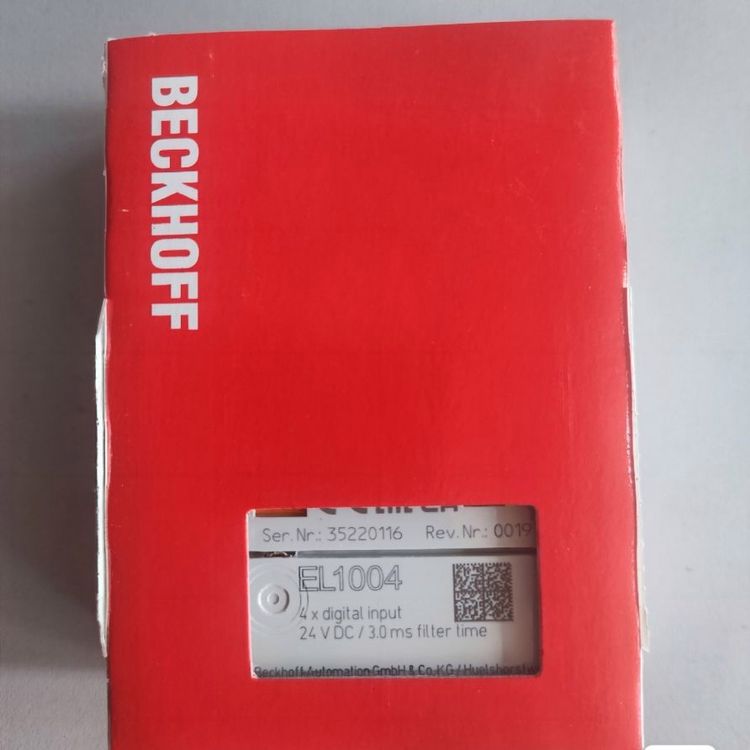 BECKHOFF
Ser. Nr.: 35220116 Rev. Nr.: 0019
EL1004
4 x digital input
24 V DC / 3.0 ms filter time
Beckhoff Automation GmbH & Co. KG /